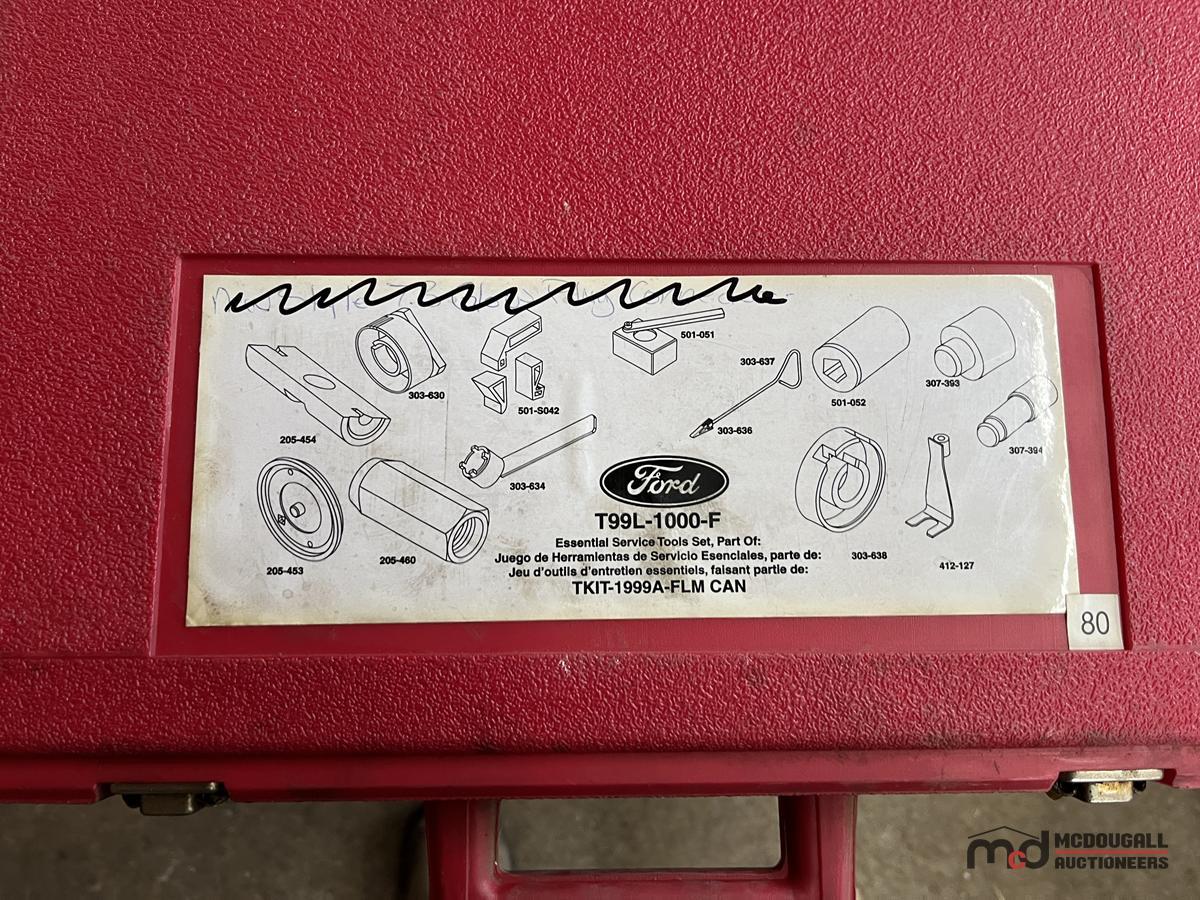 501-051
303-637
303-630
307-393
501-052
501-S042
303-636
205-454
307-394
303-634
Ford
T99L-1000-F
Essential Service Tools Set, Part Of:
Juego de Herramientas de Servicio Esenciales, parte de:
303-638
205-460
412-127
205-453
Jeu d'outils d'entretien essentiels, faisant partie de:
TKIT-1999A-FLM CAN
80
mcd MCDOUGALL
AUCTIONEERS